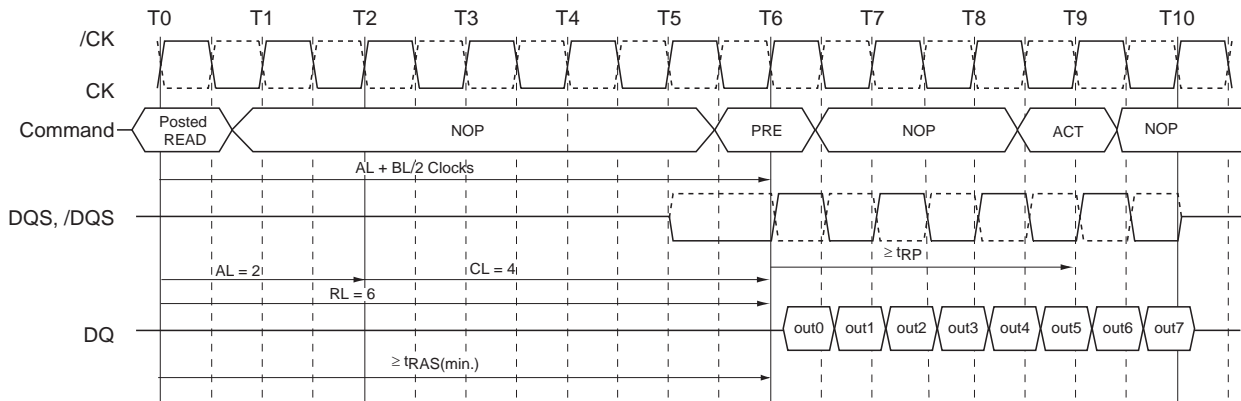 T0 T1 T2 T3 T4 T5 T6 T7 T8 T9 T10
/CK
CK
Command
Posted
READ
NOP
PRE
NOP
ACT
NOP
AL + BL/2 Clocks
DQS, /DQS
≥ tRP
AL = 2
CL = 4
RL = 6
DQ
out0 out1 out2 out3 out4 out5 out6 out7
≥ tRAS(min.)